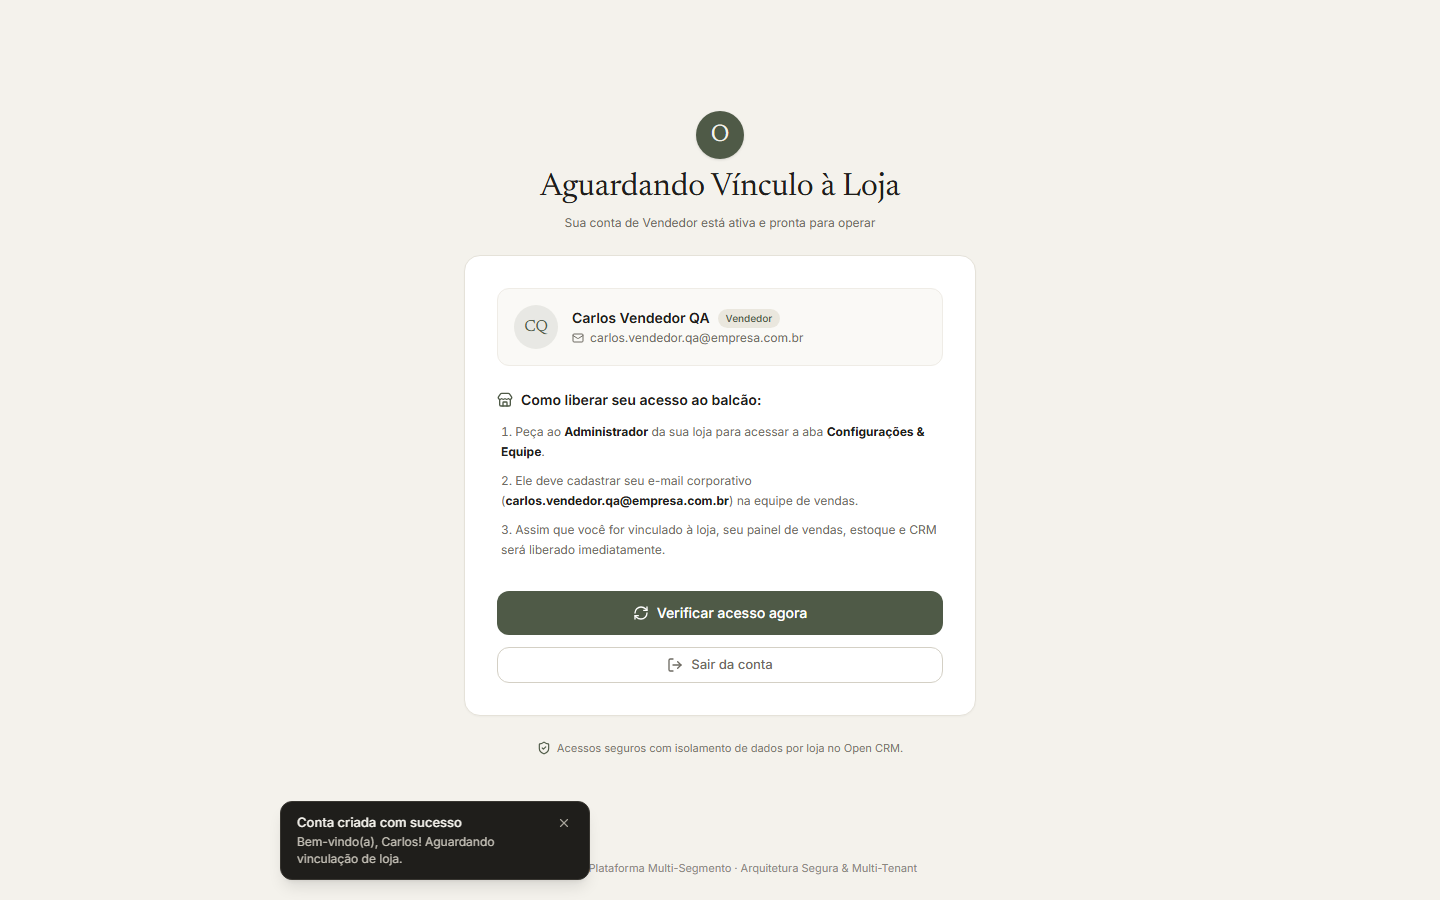 O
Aguardando Vínculo à Loja
Sua conta de Vendedor está ativa e pronta para operar
CQ
Carlos Vendedor QA
Vendedor
carlos.vendedor.qa@empresa.com.br
Como liberar seu acesso ao balcão:
1. Peça ao Administrador da sua loja para acessar a aba Configurações &
Equipe.
2. Ele deve cadastrar seu e-mail corporativo
(carlos.vendedor.qa@empresa.com.br) na equipe de vendas.
3. Assim que você for vinculado à loja, seu painel de vendas, estoque e CRM
será liberado imediatamente.
Verificar acesso agora
Sair da conta
Acessos seguros com isolamento de dados por loja no Open CRM.
Conta criada com sucesso
Bem-vindo(a), Carlos! Aguardando
vinculação de loja.
Plataforma Multi-Segmento · Arquitetura Segura & Multi-Tenant